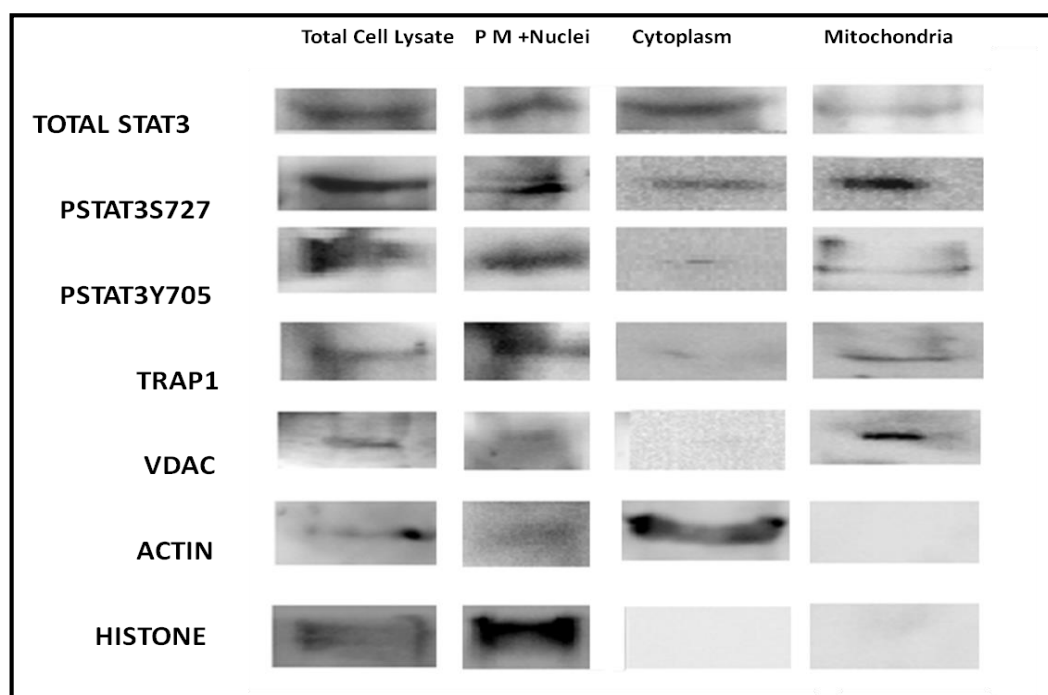 Total Cell Lysate P M +Nuclei Cytoplasm Mitochondria
TOTAL STAT3
PSTAT3S727
PSTAT3Y705
TRAP1
VDAC
ACTIN
HISTONE